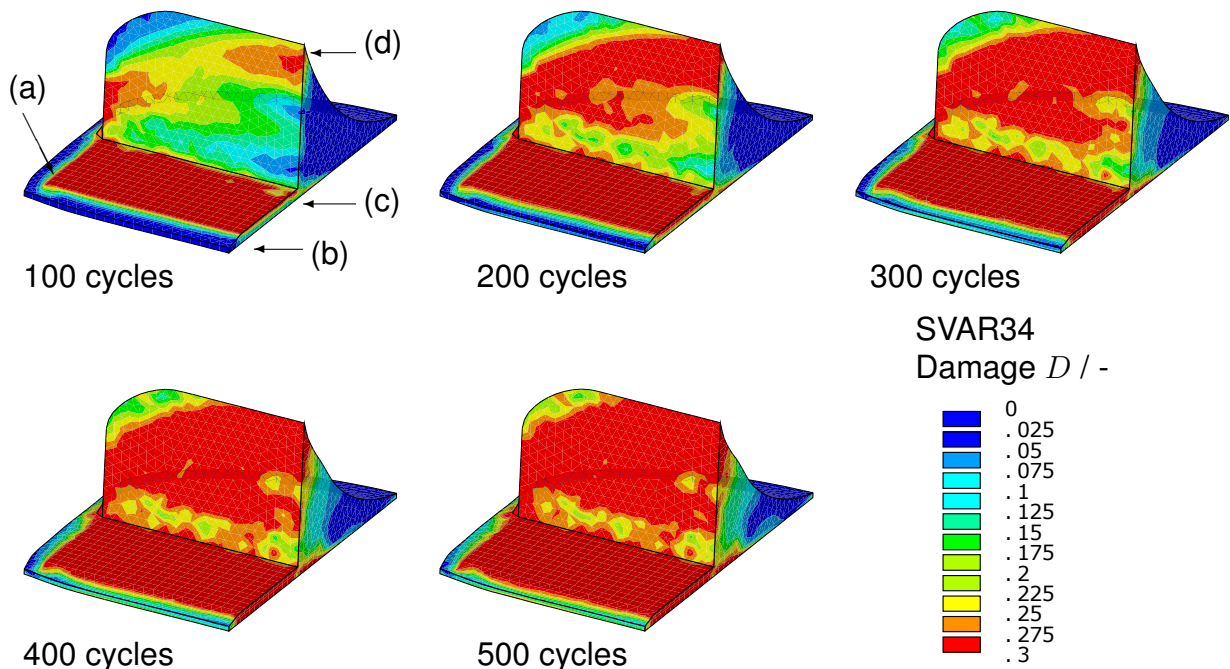 (d)
(a)
(c)
(b)
100 cycles
200 cycles
300 cycles
SVAR34
Damage D / -
0
.025
.05
.075
.1
.125
.15
.175
.2
.225
.25
.275
.3
400 cycles
500 cycles